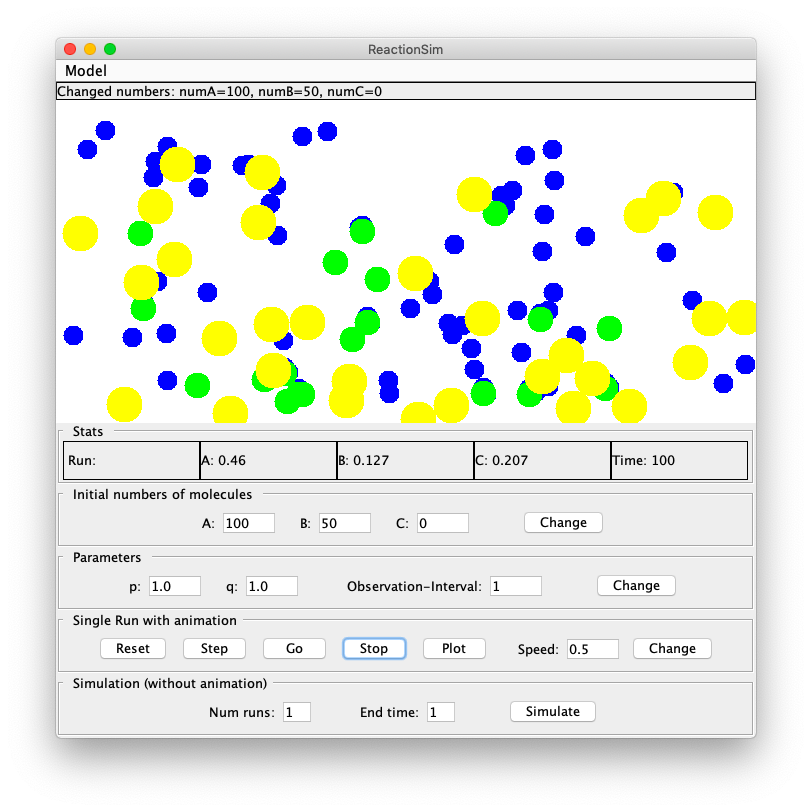 ReactionSim
Model
Changed numbers: numA=100, numB=50, numC=0
Stats
Run: A: 0.46 B: 0.127 C: 0.207 Time: 100
Initial numbers of molecules
A: 100 B: 50 C: 0 Change
Parameters
p: 1.0 q: 1.0 Observation-Interval: 1 Change
Single Run with animation
Reset Step Go Stop Plot Speed: 0.5 Change
Simulation (without animation)
Num runs: 1 End time: 1 Simulate